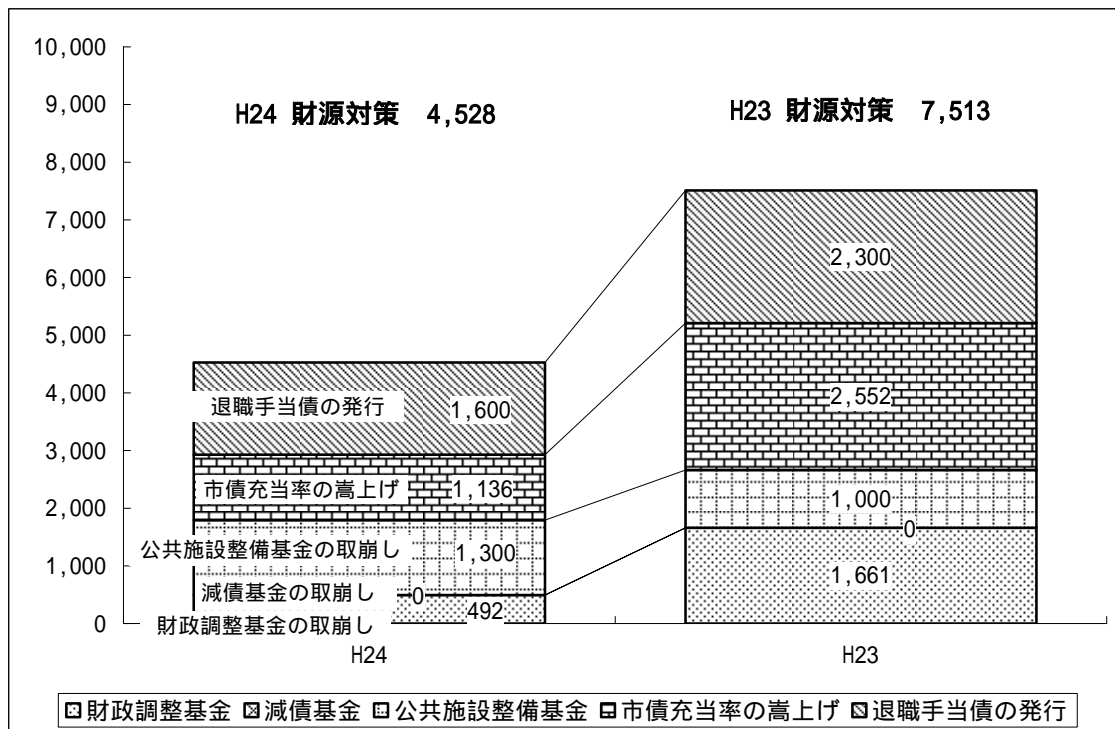 10,000
9,000
8,000
7,000
6,000
5,000
4,000
3,000
2,000
1,000
0
H24 財源対策 4,528
H23 財源対策 7,513
退職手当債の発行 1,600
市債充当率の嵩上げ 1,136
公共施設整備基金の取崩し 1,300
減債基金の取崩し 0
財政調整基金の取崩し 492
2,300
2,552
1,000
0
1,661
H24 H23
財政調整基金 減債基金 公共施設整備基金 市債充当率の嵩上げ 退職手当債の発行